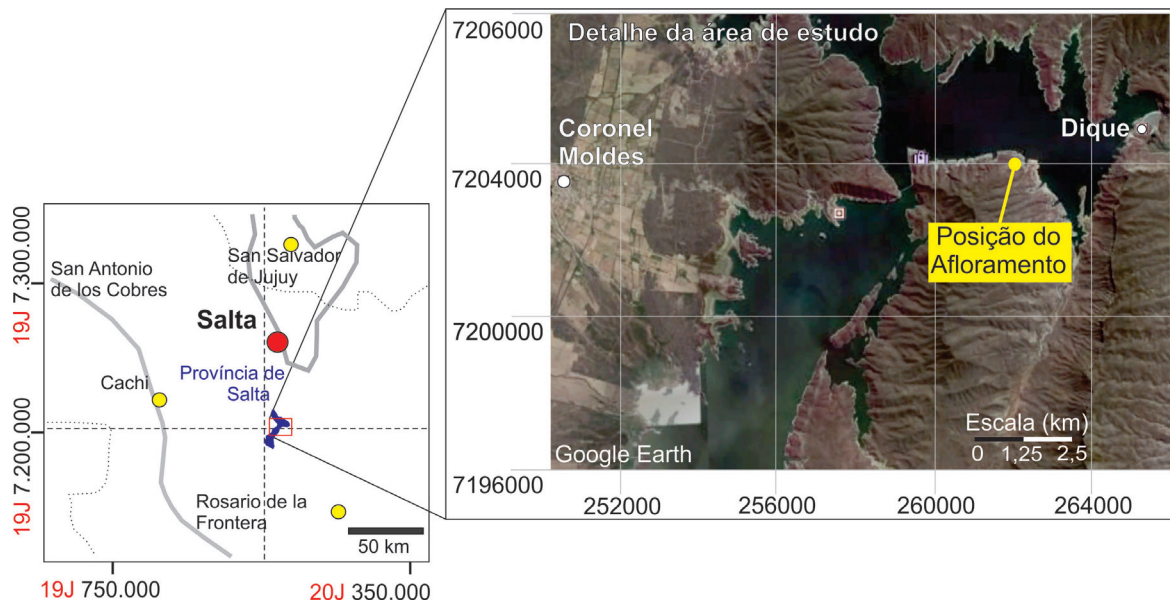 7206000
Detalhe da área de estudo
Coronel
Moldes
Dique
7204000
Posição do
Afloramento
7200000
Escala (km)
0 1,25 2,5
Google Earth
7196000
252000 256000 260000 264000
19J 7.300.000
San Antonio
de los Cobres
San Salvador
de Jujuy
Salta
Cachi
Província de
Salta
19J 7.200.000
Rosario de la
Frontera
50 km
19J 750.000
20J 350.000